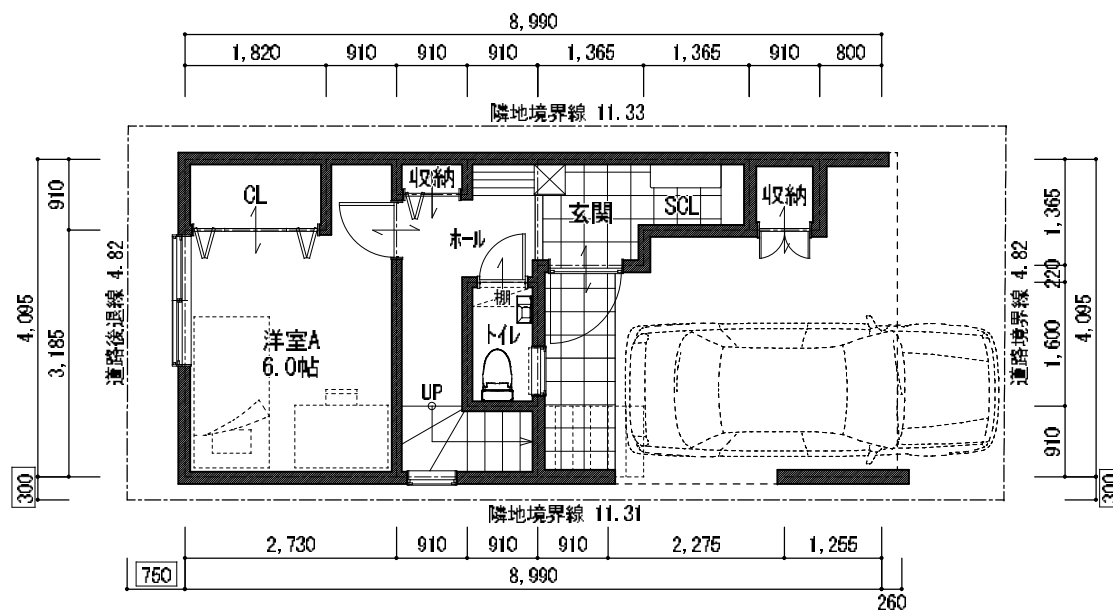 8,990
1,820 910 910 910 1,365 1,365 910 800
隣地境界線 11.33
CL
収納
ホール
玄関
SCL
収納
910
3,185
4,095
300
道路後退線 4.82
洋室A
6.0帖
棚
トイレ
UP
道路境界線 4.82
1,365
220
1,600
910
4,095
300
隣地境界線 11.31
2,730 910 910 910 2,275 1,255
750 8,990 260